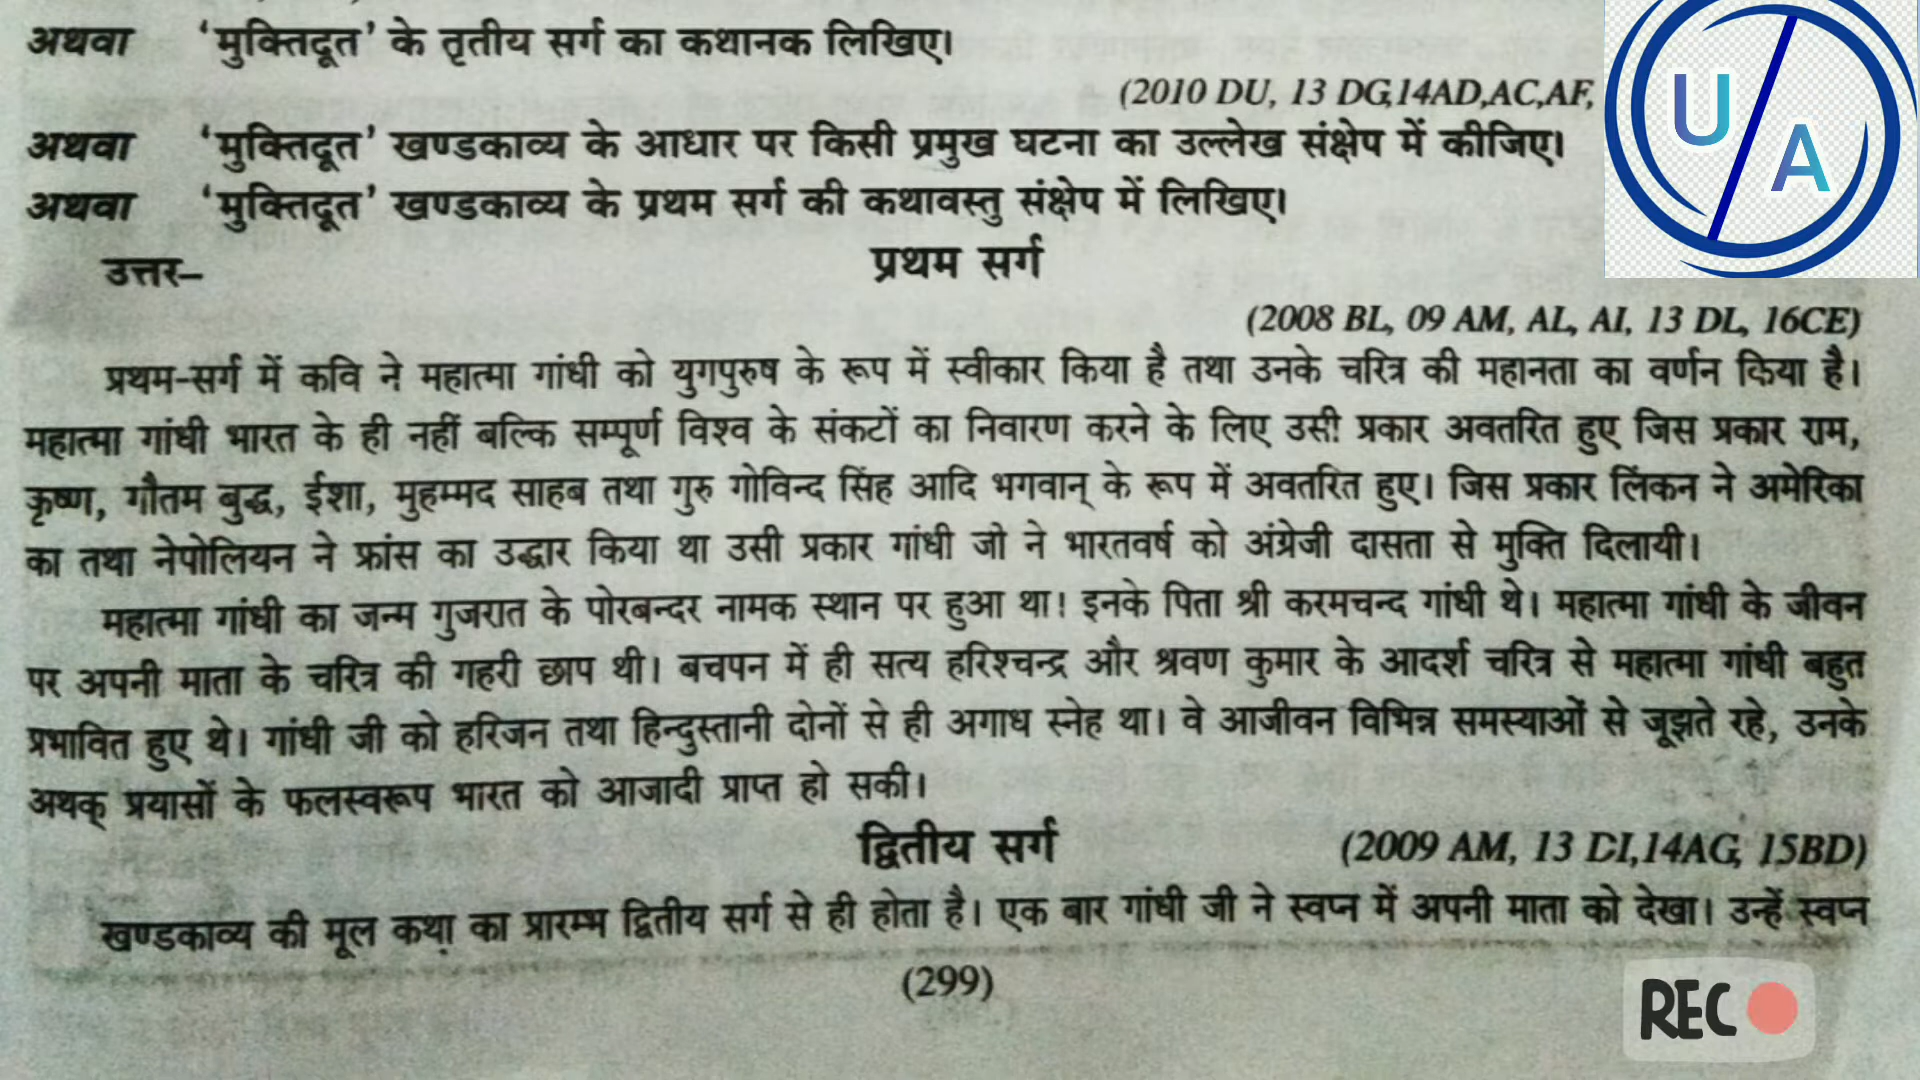 अथवा 'मुक्तिदूत' के तृतीय सर्ग का कथानक लिखिए।
(2010 DU, 13 DG,14AD,AC,AF,
अथवा 'मुक्तिदूत' खण्डकाव्य के आधार पर किसी प्रमुख घटना का उल्लेख संक्षेप में कीजिए।
अथवा 'मुक्तिदूत' खण्डकाव्य के प्रथम सर्ग की कथावस्तु संक्षेप में लिखिए।
U/A
उत्तर– प्रथम सर्ग
(2008 BL, 09 AM, AL, AI, 13 DL, 16CE)
प्रथम-सर्ग में कवि ने महात्मा गांधी को युगपुरुष के रूप में स्वीकार किया है तथा उनके चरित्र की महानता का वर्णन किया है।
महात्मा गांधी भारत के ही नहीं बल्कि सम्पूर्ण विश्व के संकटों का निवारण करने के लिए उसी प्रकार अवतरित हुए जिस प्रकार राम,
कृष्ण, गौतम बुद्ध, ईशा, मुहम्मद साहब तथा गुरु गोविन्द सिंह आदि भगवान् के रूप में अवतरित हुए। जिस प्रकार लिंकन ने अमेरिका
का तथा नेपोलियन ने फ्रांस का उद्धार किया था उसी प्रकार गांधी जी ने भारतवर्ष को अंग्रेजी दासता से मुक्ति दिलायी।
महात्मा गांधी का जन्म गुजरात के पोरबन्दर नामक स्थान पर हुआ था। इनके पिता श्री करमचन्द गांधी थे। महात्मा गांधी के जीवन
पर अपनी माता के चरित्र की गहरी छाप थी। बचपन में ही सत्य हरिश्चन्द्र और श्रवण कुमार के आदर्श चरित्र से महात्मा गांधी बहुत
प्रभावित हुए थे। गांधी जी को हरिजन तथा हिन्दुस्तानी दोनों से ही अगाध स्नेह था। वे आजीवन विभिन्न समस्याओं से जूझते रहे, उनके
अथक् प्रयासों के फलस्वरूप भारत को आजादी प्राप्त हो सकी।
द्वितीय सर्ग (2009 AM, 13 DI,14AG, 15BD)
खण्डकाव्य की मूल कथा का प्रारम्भ द्वितीय सर्ग से ही होता है। एक बार गांधी जी ने स्वप्न में अपनी माता को देखा। उन्हें स्वप्न
(299)
REC